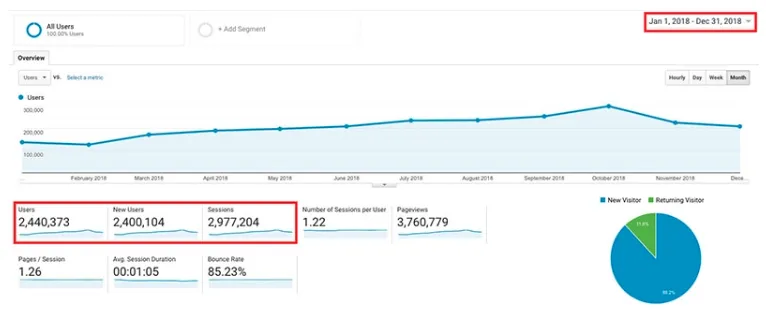 All Users
100.00% Users
+ Add Segment
Jan 1, 2018 - Dec 31, 2018
Overview
Users VS. Select a metric
Hourly Day Week Month
Users
300,000
200,000
100,000
... February 2018 March 2018 April 2018 May 2018 June 2018 July 2018 August 2018 September 2018 October 2018 November 2018 Dece...
Users New Users Sessions Number of Sessions per User Pageviews
2,440,373 2,400,104 2,977,204 1.22 3,760,779
Pages / Session Avg. Session Duration Bounce Rate
1.26 00:01:05 85.23%
New Visitor Returning Visitor
11.8%
88.2%